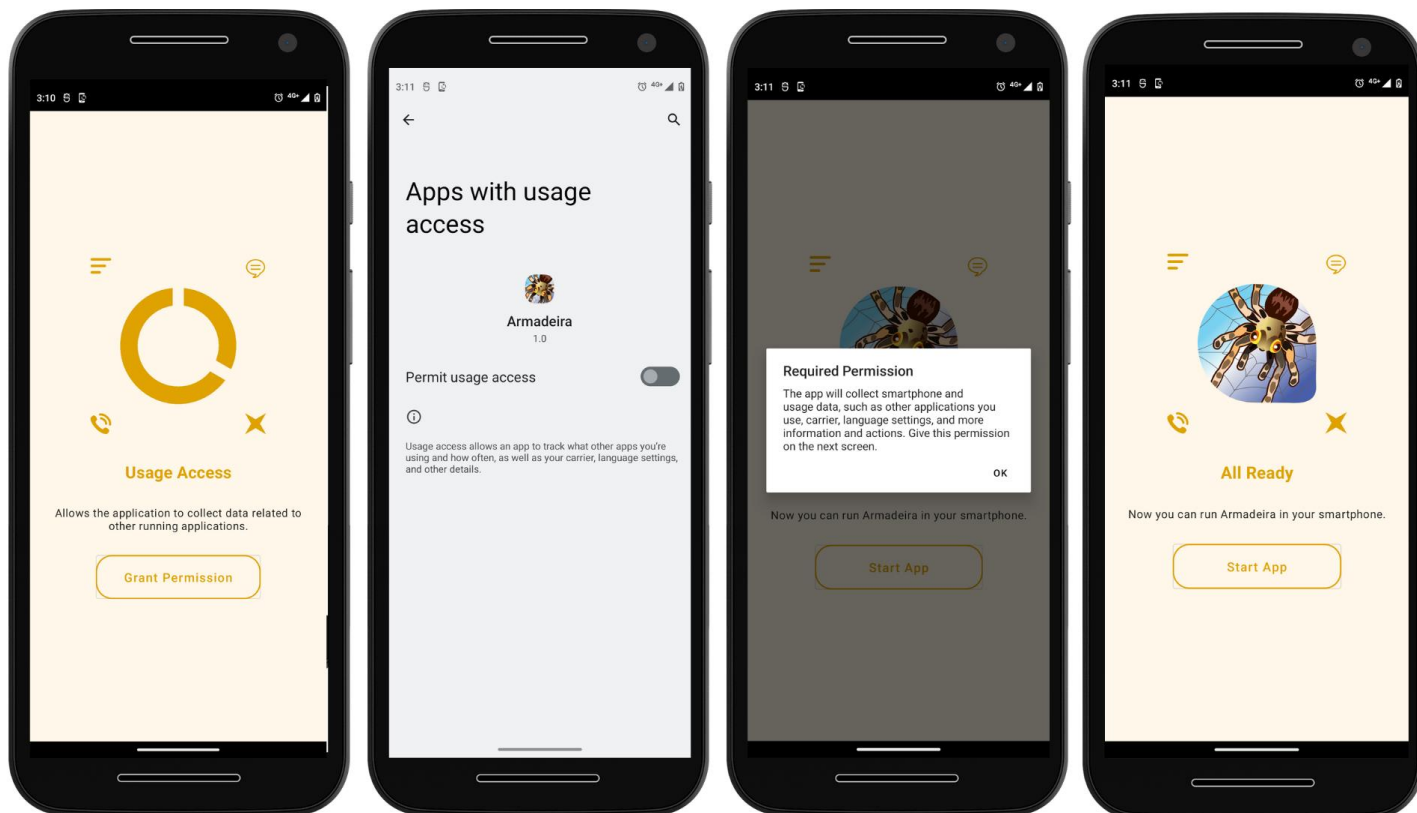 3:10
4G+
Usage Access
Allows the application to collect data related to
other running applications.
Grant Permission
3:11
4G+
Apps with usage
access
Armadeira
1.0
Permit usage access
Usage access allows an app to track what other apps you're
using and how often, as well as your carrier, language settings,
and other details.
3:11
4G+
Required Permission
The app will collect smartphone and
usage data, such as other applications you
use, carrier, language settings, and more
information and actions. Give this permission
on the next screen.
OK
Now you can run Armadeira in your smartphone.
Start App
3:11
4G+
All Ready
Now you can run Armadeira in your smartphone.
Start App